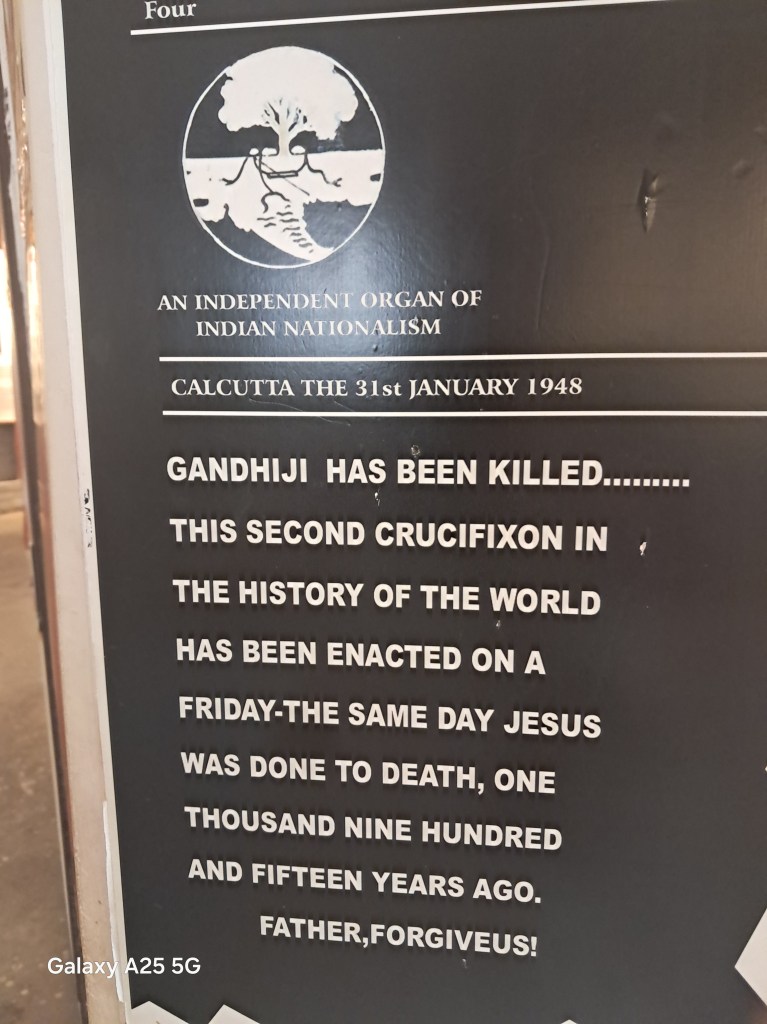 Four
AN INDEPENDENT ORGAN OF
INDIAN NATIONALISM
CALCUTTA THE 31st JANUARY 1948
GANDHIJI HAS BEEN KILLED.........
THIS SECOND CRUCIFIXON IN
THE HISTORY OF THE WORLD
HAS BEEN ENACTED ON A
FRIDAY-THE SAME DAY JESUS
WAS DONE TO DEATH, ONE
THOUSAND NINE HUNDRED
AND FIFTEEN YEARS AGO.
FATHER,FORGIVEUS!
Galaxy A25 5G